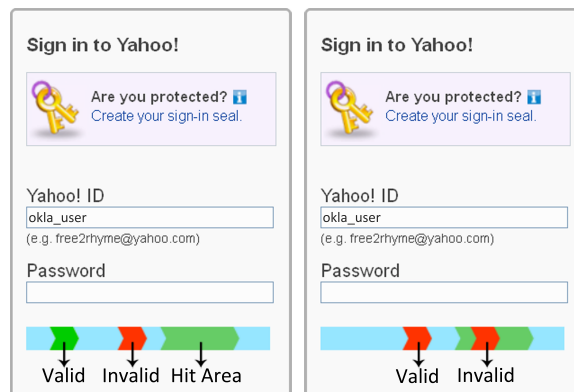 Sign in to Yahoo!
Are you protected? i
Create your sign-in seal.
Yahoo! ID
okla_user
(e.g. free2rhyme@yahoo.com)
Password
Valid Invalid Hit Area
Sign in to Yahoo!
Are you protected? i
Create your sign-in seal.
Yahoo! ID
okla_user
(e.g. free2rhyme@yahoo.com)
Password
Valid Invalid